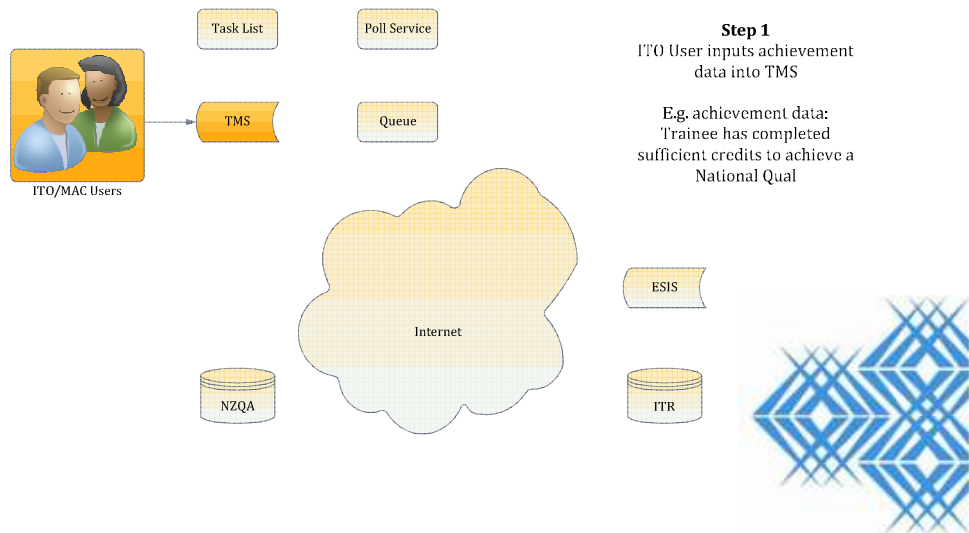 Task List
Poll Service
Step 1
ITO User inputs achievement
data into TMS
E.g. achievement data:
Trainee has completed
sufficient credits to achieve a
National Qual
TMS
Queue
ITO/MAC Users
ESIS
Internet
NZQA
ITR